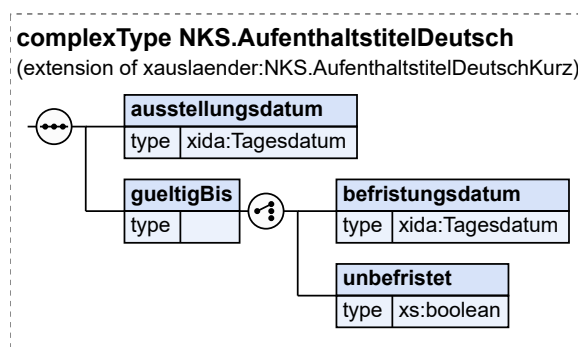 complexType NKS.AufenthaltstitelDeutsch
(extension of xauslaender:NKS.AufenthaltstitelDeutschKurz)
ausstellungsdatum
type xida:Tagesdatum
gueltigBis
type
befristungsdatum
type xida:Tagesdatum
unbefristet
type xs:boolean